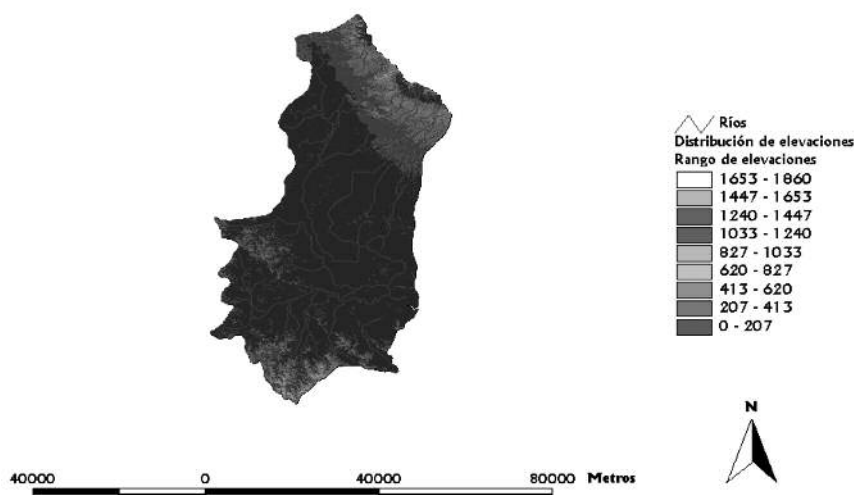 Ríos
Distribución de elevaciones
Rango de elevaciones
1653 - 1860
1447 - 1653
1240 - 1447
1033 - 1240
827 - 1033
620 - 827
413 - 620
207 - 413
0 - 207
N
40000 0 40000 80000 Metros